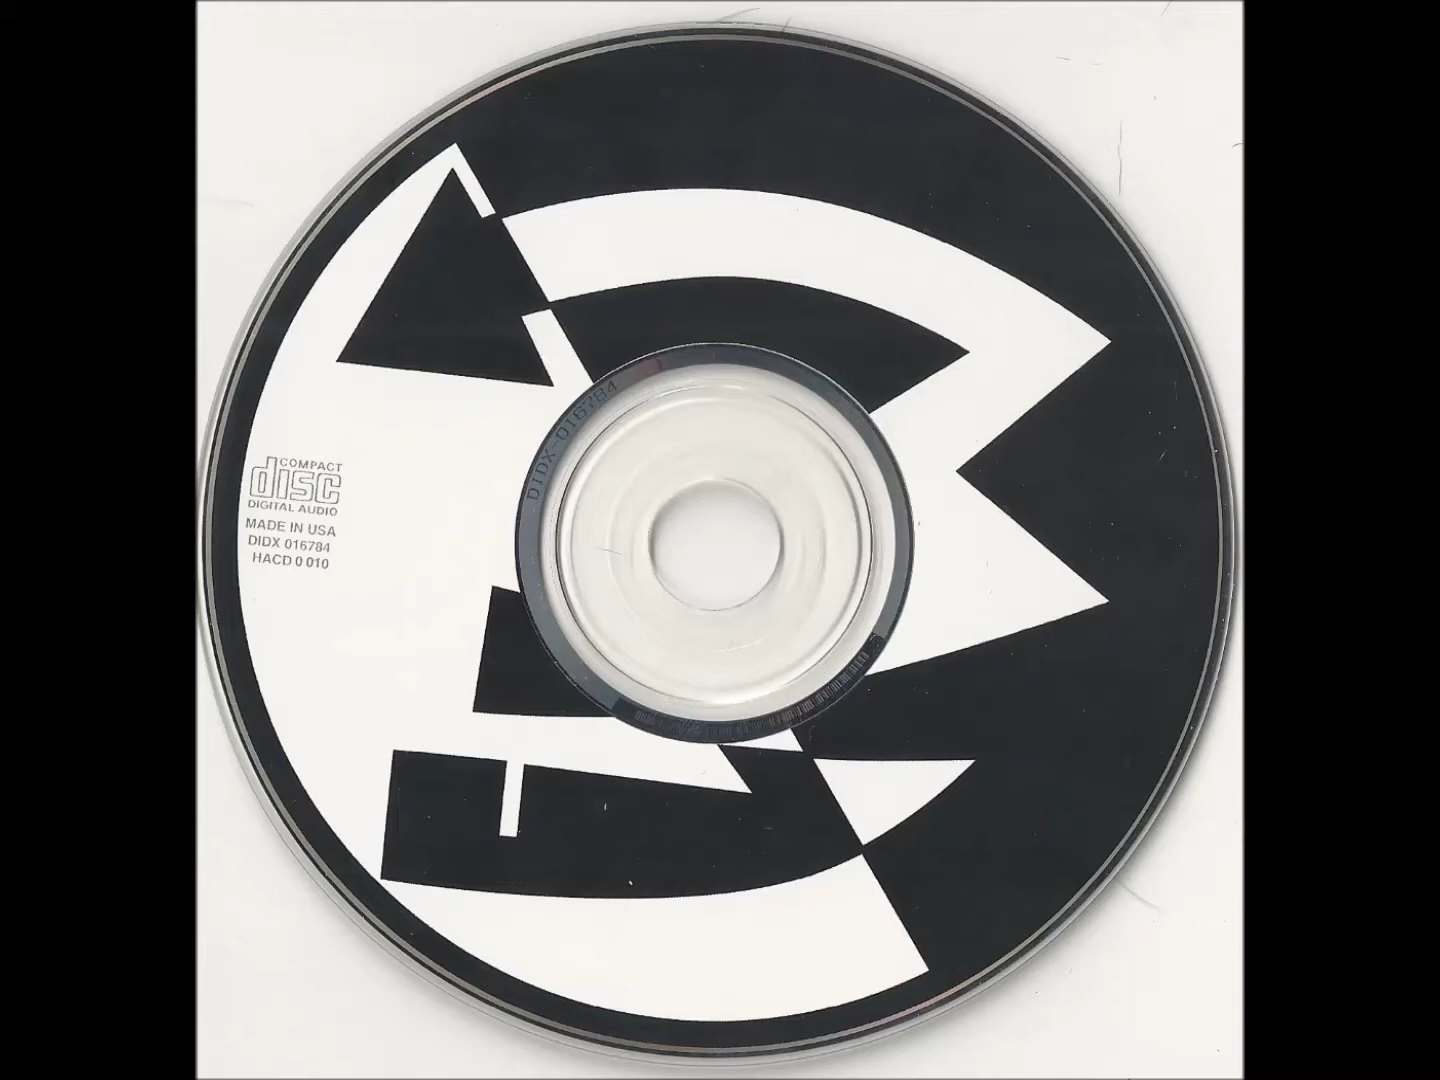 COMPACT
disc
DIGITAL AUDIO
MADE IN USA
DIDX 016784
HACD 0 010
DIDX-016784